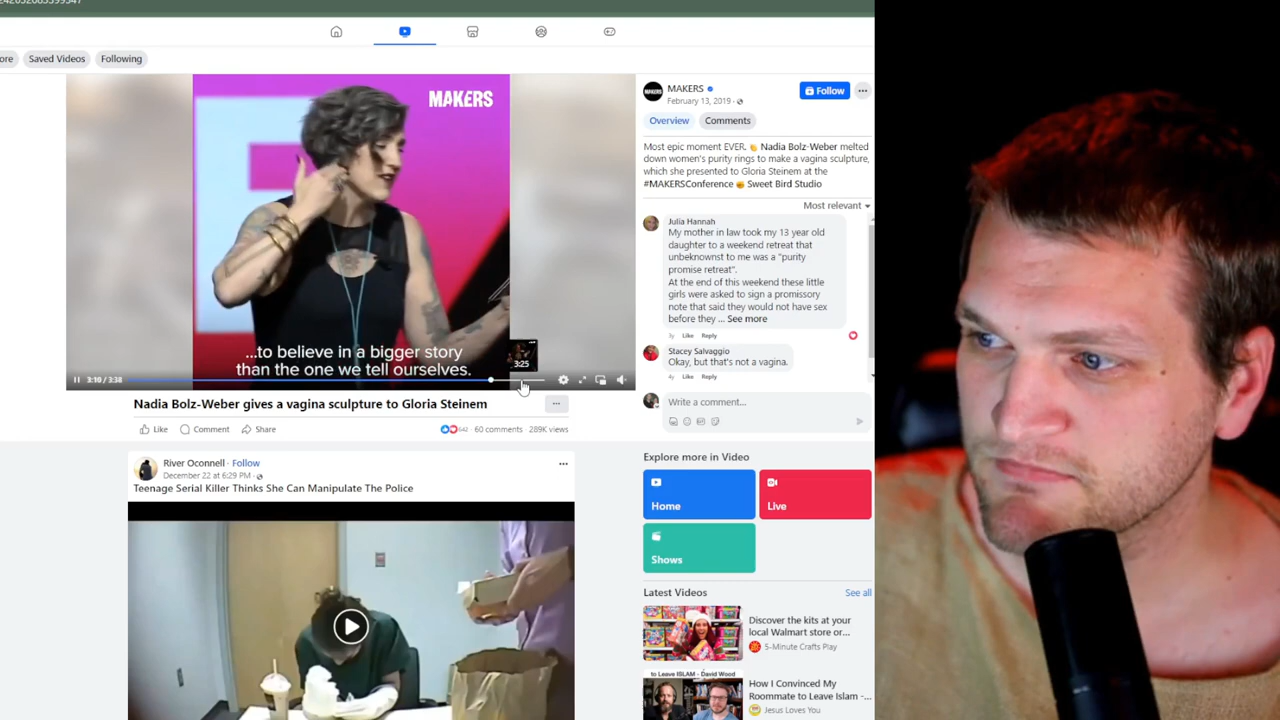 ore
Saved Videos
Following
MAKERS
...to believe in a bigger story
than the one we tell ourselves.
3:25
3:10 / 3:38
Nadia Bolz-Weber gives a vagina sculpture to Gloria Steinem
Like
Comment
Share
60 comments · 289K views
River Oconnell · Follow
December 22 at 6:29 PM ·
Teenage Serial Killer Thinks She Can Manipulate The Police
MAKERS
February 13, 2019 ·
Follow
Overview
Comments
Most epic moment EVER. 👏 Nadia Bolz-Weber melted
down women's purity rings to make a vagina sculpture,
which she presented to Gloria Steinem at the
#MAKERSConference Sweet Bird Studio
Most relevant
Julia Hannah
My mother in law took my 13 year old
daughter to a weekend retreat that
unbeknownst to me was a "purity
promise retreat".
At the end of this weekend these little
girls were asked to sign a promissory
note that said they would not have sex
before they ... See more
Like Reply
Stacey Salvaggio
Okay, but that's not a vagina.
Like Reply
Write a comment...
Explore more in Video
Home
Live
Shows
Latest Videos
See all
Discover the kits at your
local Walmart store or...
5-Minute Crafts Play
to Leave ISLAM - David Wood
How I Convinced My
Roommate to Leave Islam -...
Jesus Loves You